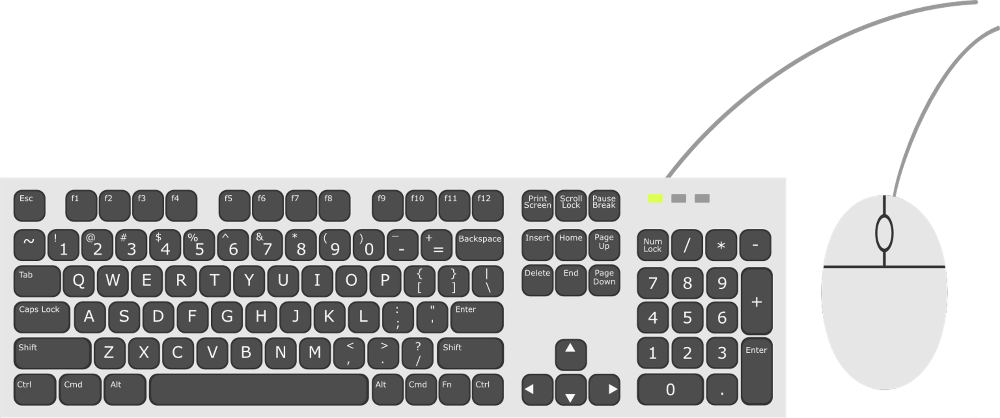 Esc f1 f2 f3 f4 f5 f6 f7 f8 f9 f10 f11 f12 Print Screen Scroll Lock Pause Break
~ ! 1 @ 2 # 3 $ 4 % 5 ^ 6 & 7 * 8 ( 9 ) 0 _ - + = Backspace Insert Home Page Up Num Lock / * -
Tab Q W E R T Y U I O P { [ } ] | \ Delete End Page Down 7 8 9 +
Caps Lock A S D F G H J K L : ; " ' Enter 4 5 6
Shift Z X C V B N M < , > . ? / Shift 1 2 3 Enter
Ctrl Cmd Alt Alt Cmd Fn Ctrl 0 .